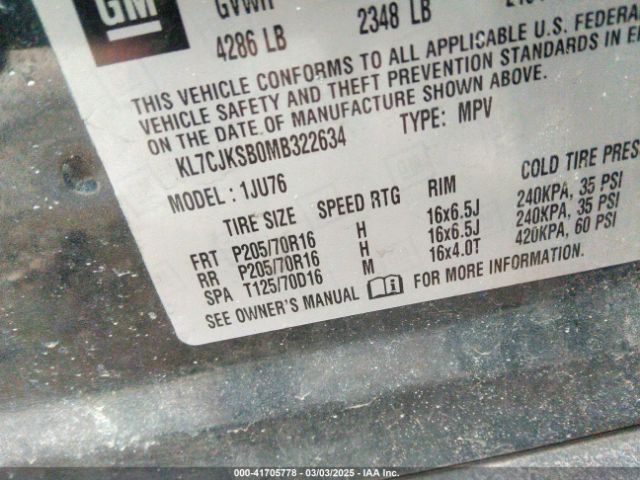 GM
GVWR
4286 LB 2348 LB
THIS VEHICLE CONFORMS TO ALL APPLICABLE U.S. FEDERA
VEHICLE SAFETY AND THEFT PREVENTION STANDARDS IN E
ON THE DATE OF MANUFACTURE SHOWN ABOVE.
KL7CJKSB0MB322634 TYPE: MPV
MODEL : 1JU76
TIRE SIZE SPEED RTG RIM COLD TIRE PRES
FRT P205/70R16 H 16x6.5J 240KPA, 35 PSI
RR P205/70R16 H 16x6.5J 240KPA, 35 PSI
SPA T125/70D16 M 16x4.0T 420KPA, 60 PSI
SEE OWNER'S MANUAL FOR MORE INFORMATION.
000-41705778 - 03/03/2025 - IAA Inc.